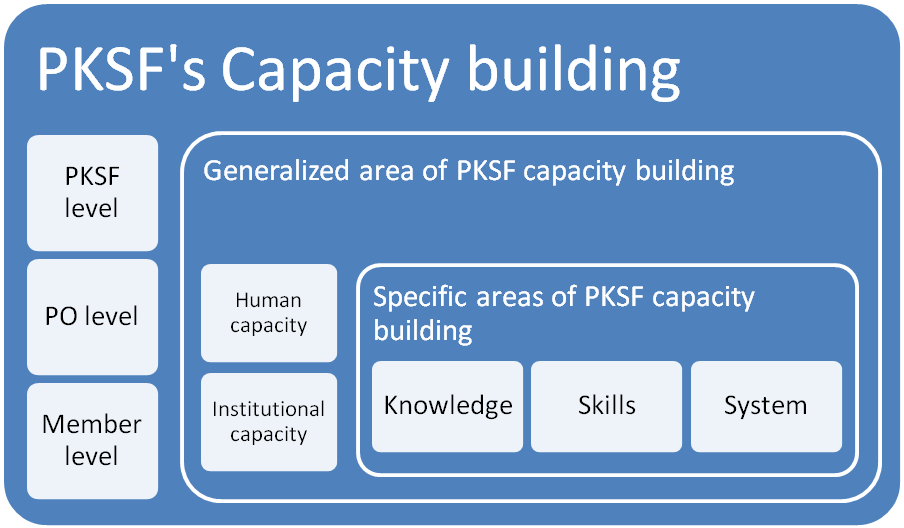 PKSF's Capacity building
PKSF
level
PO level
Member
level
Generalized area of PKSF capacity building
Human
capacity
Institutional
capacity
Specific areas of PKSF capacity
building
Knowledge
Skills
System